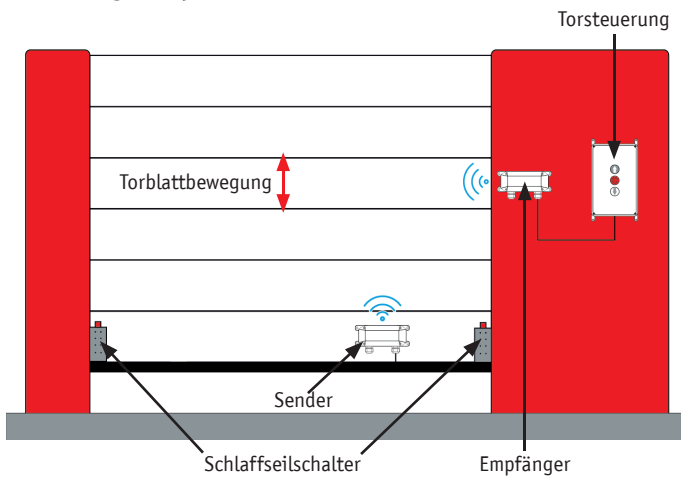 Torsteuerung
Torblattbewegung
Sender
Schlaffseilschalter
Empfänger